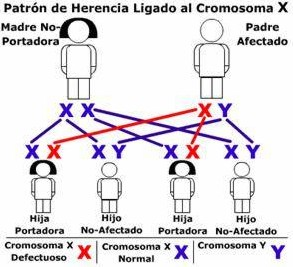 Patrón de Herencia Ligado al Cromosoma X
Madre No-
Portadora
Padre
Afectado
X X X Y
X X X Y X X X Y
Hija
Portadora
Hijo
No-Afectado
Hija
Portadora
Hijo
No-Afectado
Cromosoma X
Defectuoso X
Cromosoma X
Normal X
Cromosoma Y Y